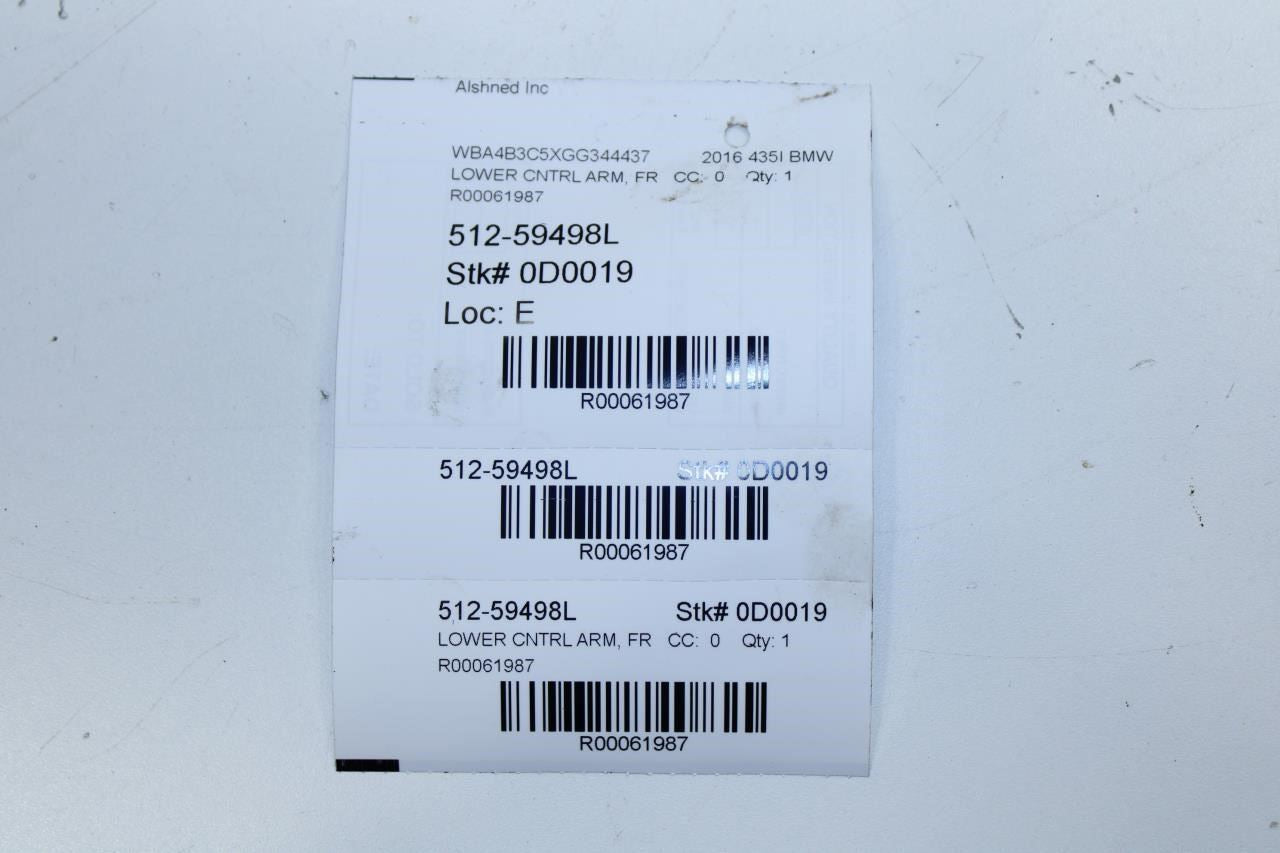 Alshned Inc
WBA4B3C5XGG344437 2016 435I BMW
LOWER CNTRL ARM, FR CC: 0 Qty: 1
R00061987
512-59498L
Stk# 0D0019
Loc: E
R00061987
512-59498L Stk# 0D0019
R00061987
512-59498L Stk# 0D0019
LOWER CNTRL ARM, FR CC: 0 Qty: 1
R00061987
R00061987